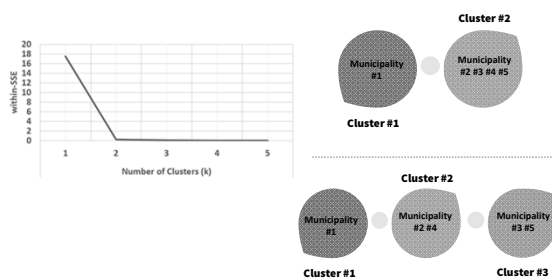 20
18
16
14
12
10
8
6
4
2
0
within-SSE
1 2 3 4 5
Number of Clusters (k)
Cluster #2
Municipality
#1
Municipality
#2 #3 #4 #5
Cluster #1
Cluster #2
Municipality
#1
Municipality
#2 #4
Municipality
#3 #5
Cluster #1
Cluster #3